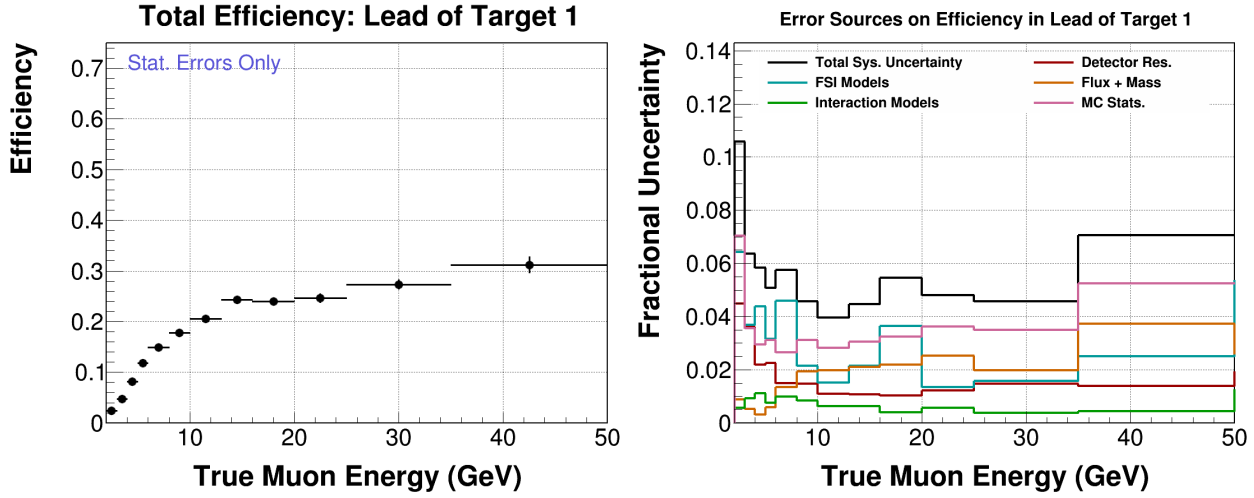 Total Efficiency: Lead of Target 1
Efficiency
Stat. Errors Only
0.7
0.6
0.5
0.4
0.3
0.2
0.1
0
10
20
30
40
50
True Muon Energy (GeV)
Error Sources on Efficiency in Lead of Target 1
Fractional Uncertainty
Total Sys. Uncertainty
FSI Models
Interaction Models
Detector Res.
Flux + Mass
MC Stats.
0.14
0.12
0.1
0.08
0.06
0.04
0.02
0
10
20
30
40
50
True Muon Energy (GeV)